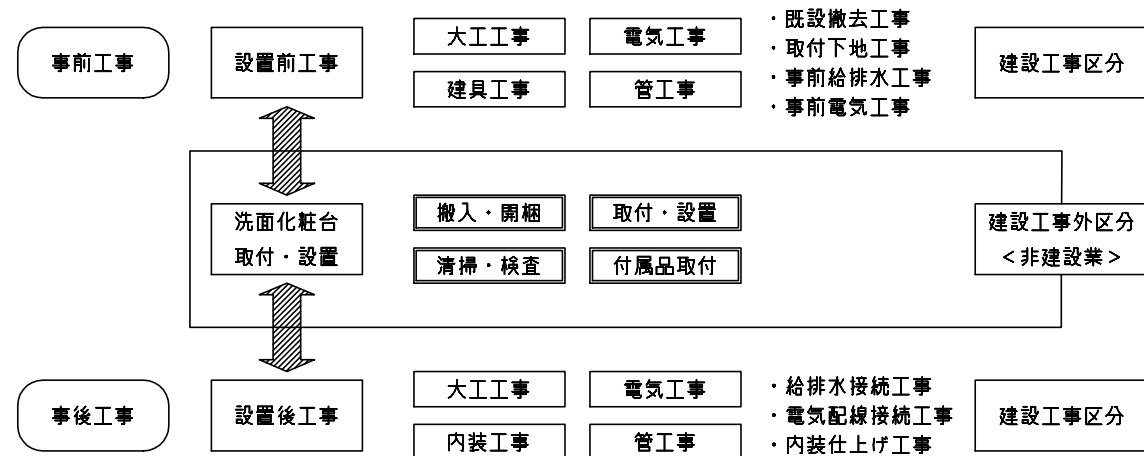 事前工事
設置前工事
大工工事
電気工事
建具工事
管工事
・既設撤去工事
・取付下地工事
・事前給排水工事
・事前電気工事
建設工事区分
洗面化粧台
取付・設置
搬入・開梱
取付・設置
清掃・検査
付属品取付
建設工事外区分
＜非建設業＞
事後工事
設置後工事
大工工事
電気工事
内装工事
管工事
・給排水接続工事
・電気配線接続工事
・内装仕上げ工事
建設工事区分